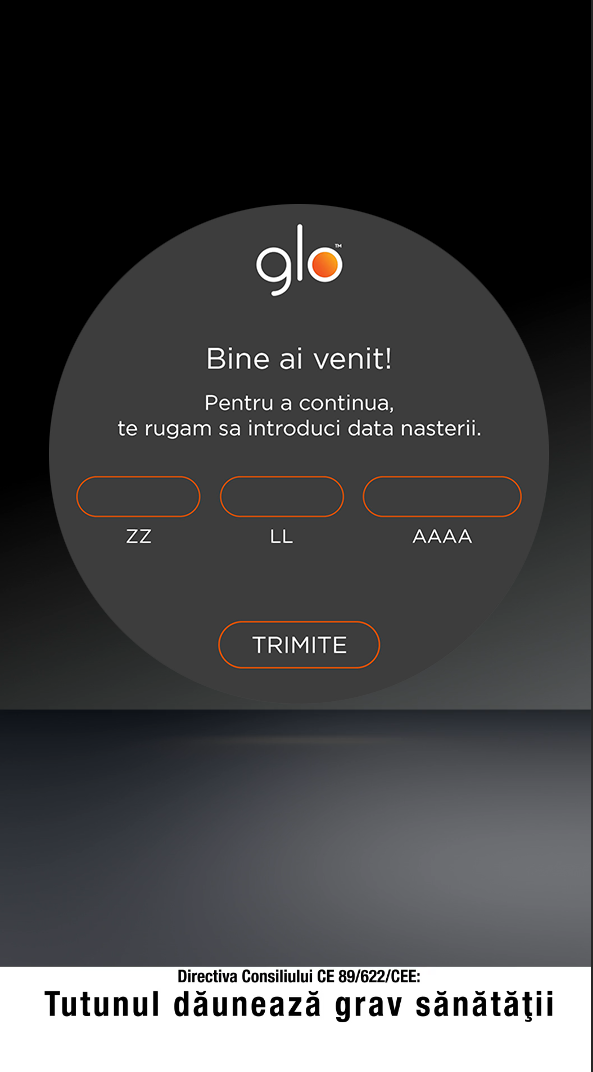 glo™
Bine ai venit!
Pentru a continua,
te rugam sa introduci data nasterii.
ZZ LL AAAA
TRIMITE
Directiva Consiliului CE 89/622/CEE:
Tutunul dăunează grav sănătăţii